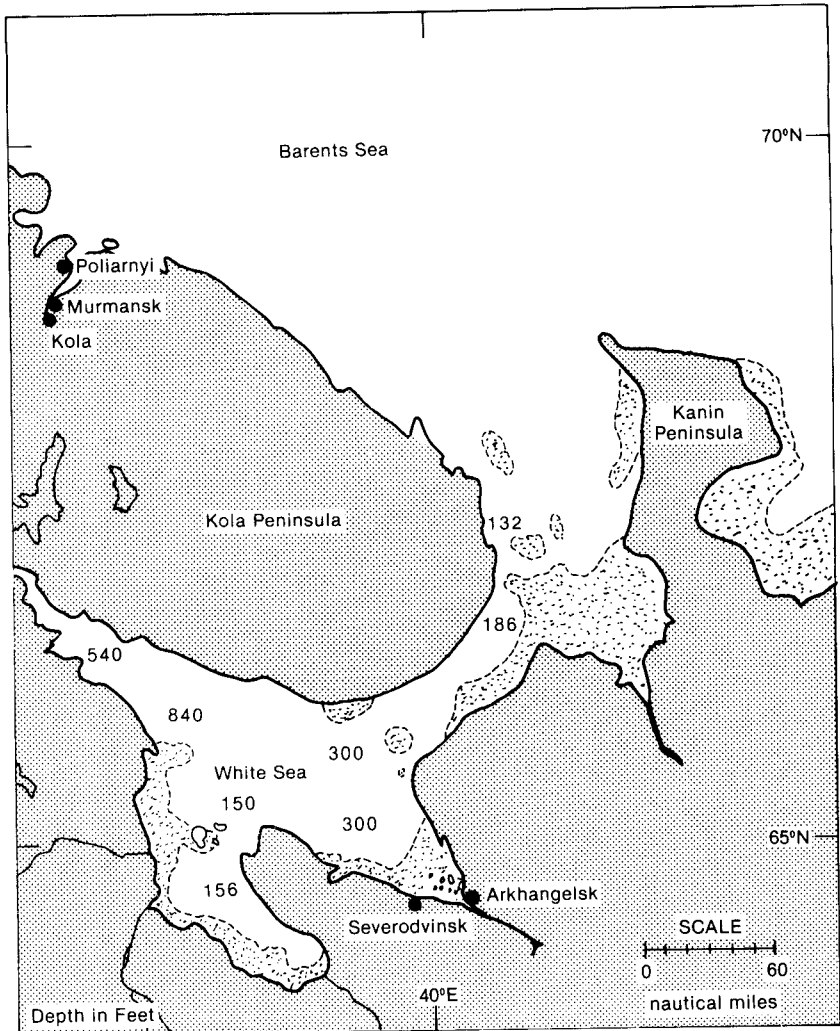 Barents Sea
70°N
Poliarnyi
Murmansk
Kola
Kanin
Peninsula
Kola Peninsula
132
186
540
840
300
White Sea
150
300
65°N
156
Arkhangelsk
Severodvinsk
SCALE
0 60
40°E
nautical miles
Depth in Feet